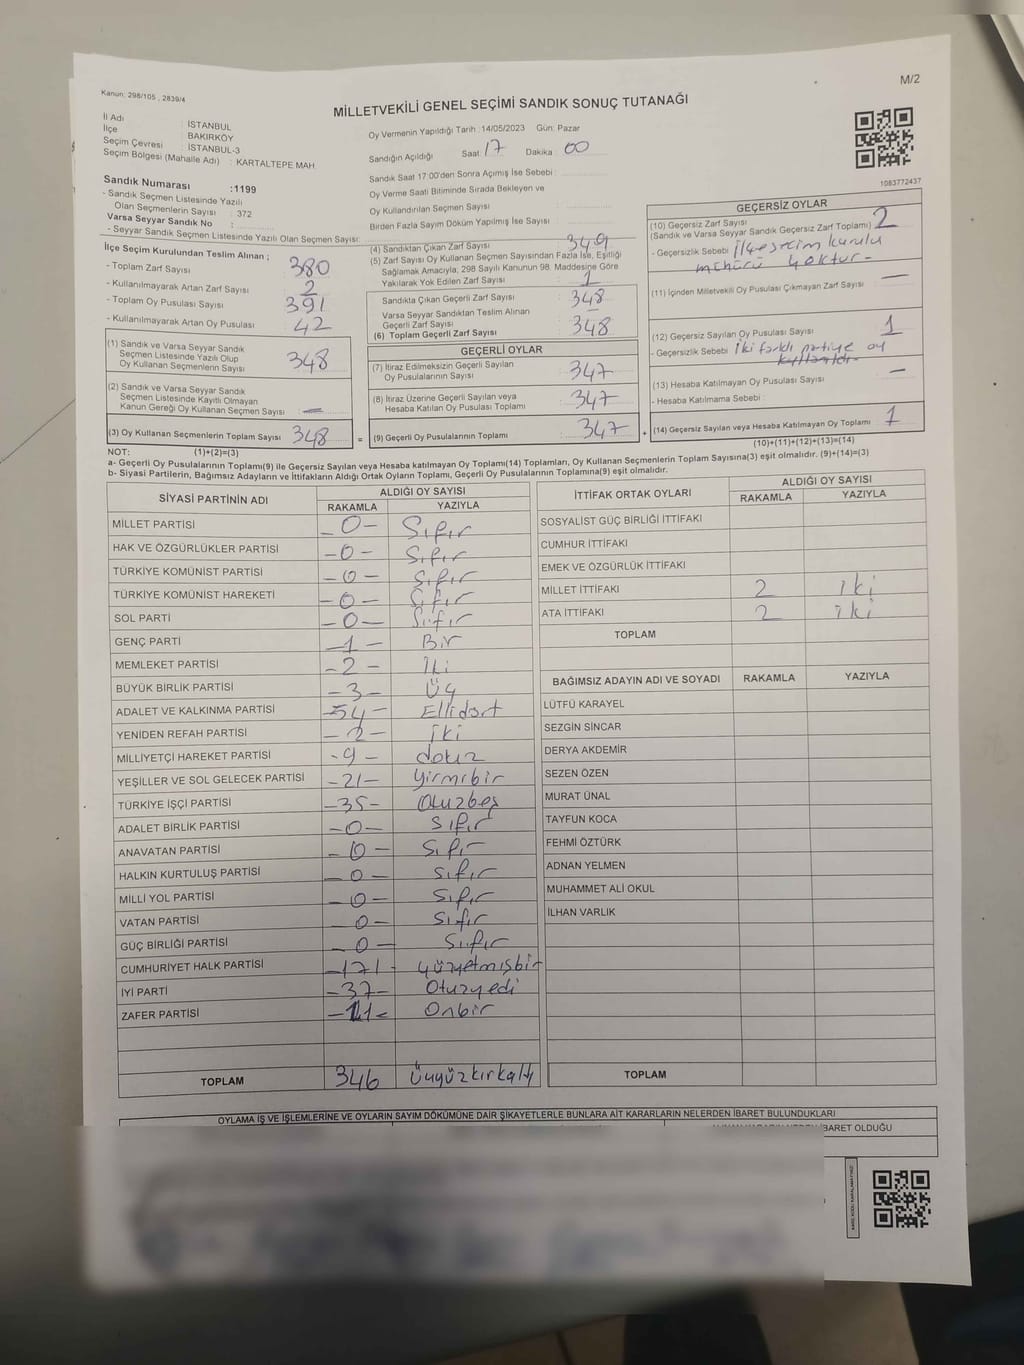 M/2
Kanun: 298/105 , 2839/4
MİLLETVEKİLİ GENEL SEÇİMİ SANDIK SONUÇ TUTANAĞI
İl Adı : İSTANBUL
İlçe : BAKIRKÖY
Seçim Çevresi : İSTANBUL-3
Seçim Bölgesi (Mahalle Adı) : KARTALTEPE MAH.
Sandık Numarası :1199
- Sandık Seçmen Listesinde Yazılı
Olan Seçmenlerin Sayısı : 372
Varsa Seyyar Sandık No :
- Seyyar Sandık Seçmen Listesinde Yazılı Olan Seçmen Sayısı:
Oy Vermenin Yapıldığı Tarih : 14/05/2023 Gün: Pazar
Sandığın Açıldığı Saat: 17 Dakika: 00
Sandık Saat 17:00'den Sonra Açımış İse Sebebi :
Oy Verme Saati Bitiminde Sırada Bekleyen ve
Oy Kullandırılan Seçmen Sayısı :
Birden Fazla Sayım Döküm Yapılmış İse Sayısı :
1083772437
İlçe Seçim Kurulundan Teslim Alınan ;
- Toplam Zarf Sayısı 380
- Kullanılmayarak Artan Zarf Sayısı 2
- Toplam Oy Pusulası Sayısı 391
- Kullanılmayarak Artan Oy Pusulası 42
(1) Sandık ve Varsa Seyyar Sandık
Seçmen Listesinde Yazılı Olup
Oy Kullanan Seçmenlerin Sayısı 348
(2) Sandık ve Varsa Seyyar Sandık
Seçmen Listesinde Kayıtlı Olmayan
Kanun Gereği Oy Kullanan Seçmen Sayısı —
(3) Oy Kullanan Seçmenlerin Toplam Sayısı 348 =
(4) Sandıktan Çıkan Zarf Sayısı 349
(5) Zarf Sayısı Oy Kullanan Seçmen Sayısından Fazla İse, Eşitliği
Sağlamak Amacıyla; 298 Sayılı Kanunun 98. Maddesine Göre
Yakılarak Yok Edilen Zarf Sayısı : 1
Sandıkta Çıkan Geçerli Zarf Sayısı 348
Varsa Seyyar Sandıktan Teslim Alınan
Geçerli Zarf Sayısı —
(6) Toplam Geçerli Zarf Sayısı 348
GEÇERLİ OYLAR
(7) İtiraz Edilmeksizin Geçerli Sayılan
Oy Pusulalarının Sayısı 347
(8) İtiraz Üzerine Geçerli Sayılan veya
Hesaba Katılan Oy Pusulası Toplamı 347
(9) Geçerli Oy Pusulalarının Toplamı 347 +
GEÇERSİZ OYLAR
(10) Geçersiz Zarf Sayısı
(Sandık ve Varsa Seyyar Sandık Geçersiz Zarf Toplamı) 2
- Geçersizlik Sebebi : İlçe seçim kurulu
mührü yoktur -
(11) İçinden Milletvekili Oy Pusulası Çıkmayan Zarf Sayısı : —
(12) Geçersiz Sayılan Oy Pusulası Sayısı 1
- Geçersizlik Sebebi : İki farklı partiye oy
kullanıldı-
(13) Hesaba Katılmayan Oy Pusulası Sayısı —
- Hesaba Katılmama Sebebi :
(14) Geçersiz Sayılan veya Hesaba Katılmayan Oy Toplamı 1
NOT: (1)+(2)=(3)
(10)+(11)+(12)+(13)=(14)
a- Geçerli Oy Pusulalarının Toplamı(9) ile Geçersiz Sayılan veya Hesaba katılmayan Oy Toplamı(14) Toplamları, Oy Kullanan Seçmenlerin Toplam Sayısına(3) eşit olmalıdır. (9)+(14)=(3)
b- Siyasi Partilerin, Bağımsız Adayların ve İttifakların Aldığı Ortak Oyların Toplamı, Geçerli Oy Pusulalarının Toplamına(9) eşit olmalıdır.
SİYASİ PARTİNİN ADI ALDIĞI OY SAYISI
RAKAMLA YAZIYLA
MİLLET PARTİSİ -0- Sıfır
HAK VE ÖZGÜRLÜKLER PARTİSİ -0- Sıfır
TÜRKİYE KOMÜNİST PARTİSİ -0- Sıfır
TÜRKİYE KOMÜNİST HAREKETİ -0- Sıfır
SOL PARTİ -0- Sıfır
GENÇ PARTİ -1- Bir
MEMLEKET PARTİSİ -2- İki
BÜYÜK BİRLİK PARTİSİ -3- Üç
ADALET VE KALKINMA PARTİSİ -54- Ellidört
YENİDEN REFAH PARTİSİ -2- iki
MİLLİYETÇİ HAREKET PARTİSİ -9- dokuz
YEŞİLLER VE SOL GELECEK PARTİSİ -21- Yirmibir
TÜRKİYE İŞÇİ PARTİSİ -35- Otuzbeş
ADALET BİRLİK PARTİSİ -0- Sıfır
ANAVATAN PARTİSİ -0- Sıfır
HALKIN KURTULUŞ PARTİSİ -0- Sıfır
MİLLİ YOL PARTİSİ -0- Sıfır
VATAN PARTİSİ -0- Sıfır
GÜÇ BİRLİĞİ PARTİSİ -0- Sıfır
CUMHURİYET HALK PARTİSİ -171- yüzyetmişbir
İYİ PARTİ -37- Otuzyedi
ZAFER PARTİSİ -11- Onbir
TOPLAM 346 Üçyüzkırkaltı
İTTİFAK ORTAK OYLARI ALDIĞI OY SAYISI
RAKAMLA YAZIYLA
SOSYALİST GÜÇ BİRLİĞİ İTTİFAKI
CUMHUR İTTİFAKI
EMEK VE ÖZGÜRLÜK İTTİFAKI
MİLLET İTTİFAKI 2 iki
ATA İTTİFAKI 2 iki
TOPLAM
BAĞIMSIZ ADAYIN ADI VE SOYADI RAKAMLA YAZIYLA
LÜTFÜ KARAYEL
SEZGİN SİNCAR
DERYA AKDEMİR
SEZEN ÖZEN
MURAT ÜNAL
TAYFUN KOCA
FEHMİ ÖZTÜRK
ADNAN YELMEN
MUHAMMET ALİ OKUL
İLHAN VARLIK
TOPLAM
OYLAMA İŞ VE İŞLEMLERİNE VE OYLARIN SAYIM DÖKÜMÜNE DAİR ŞİKAYETLERLE BUNLARA AİT KARARLARIN NELERDEN İBARET BULUNDUKLARI
İBARET OLDUĞU